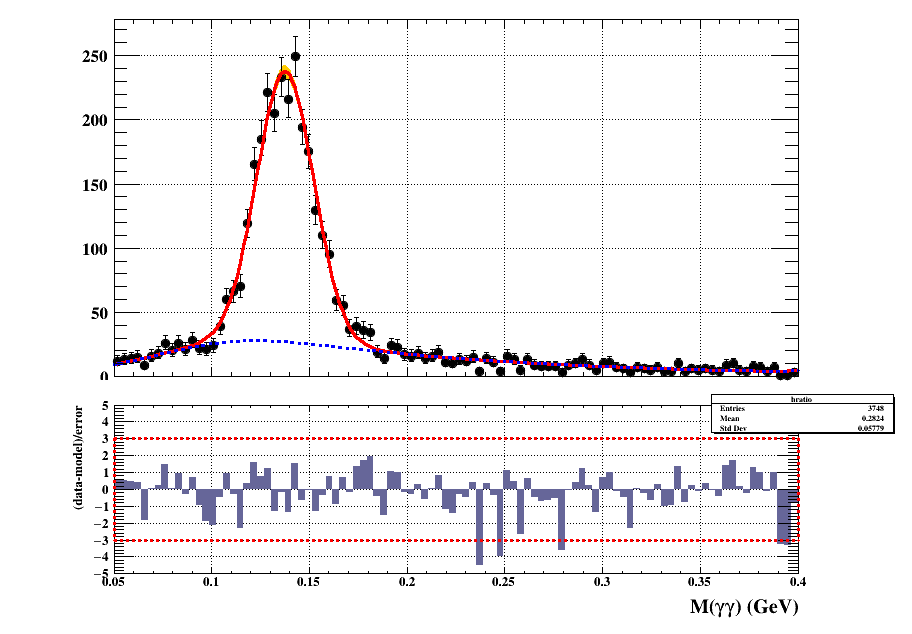 250
200
150
100
50
0
hratio
Entries 3748
Mean 0.2824
Std Dev 0.05779
(data-model)/error
5
4
3
2
1
0
−1
−2
−3
−4
−5
0.05 0.1 0.15 0.2 0.25 0.3 0.35 0.4
M(γγ) (GeV)